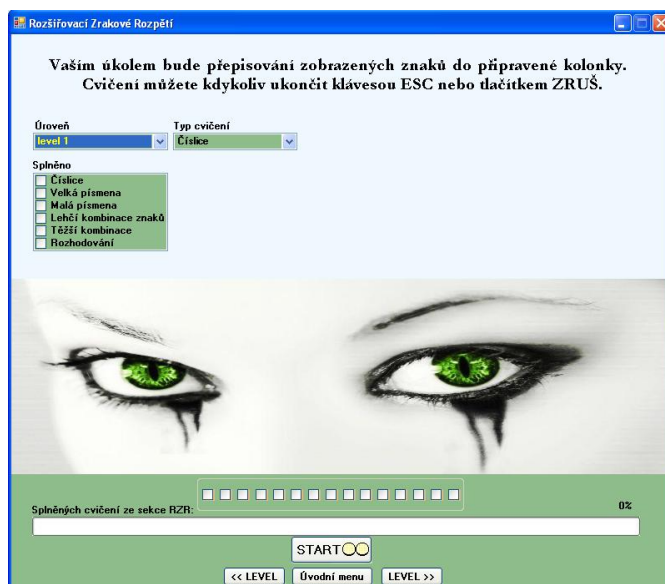 Rozšiřovací Zrakové Rozpětí
Vaším úkolem bude přepisování zobrazených znaků do připravené kolonky.
Cvičení můžete kdykoliv ukončit klávesou ESC nebo tlačítkem ZRUŠ.
Úroveň Typ cvičení
level 1 Číslice
Splněno
Číslice
Velká písmena
Malá písmena
Lehčí kombinace znaků
Těžší kombinace
Rozhodování
Splněných cvičení ze sekce RZR: 0%
START
<< LEVEL Úvodní menu LEVEL >>